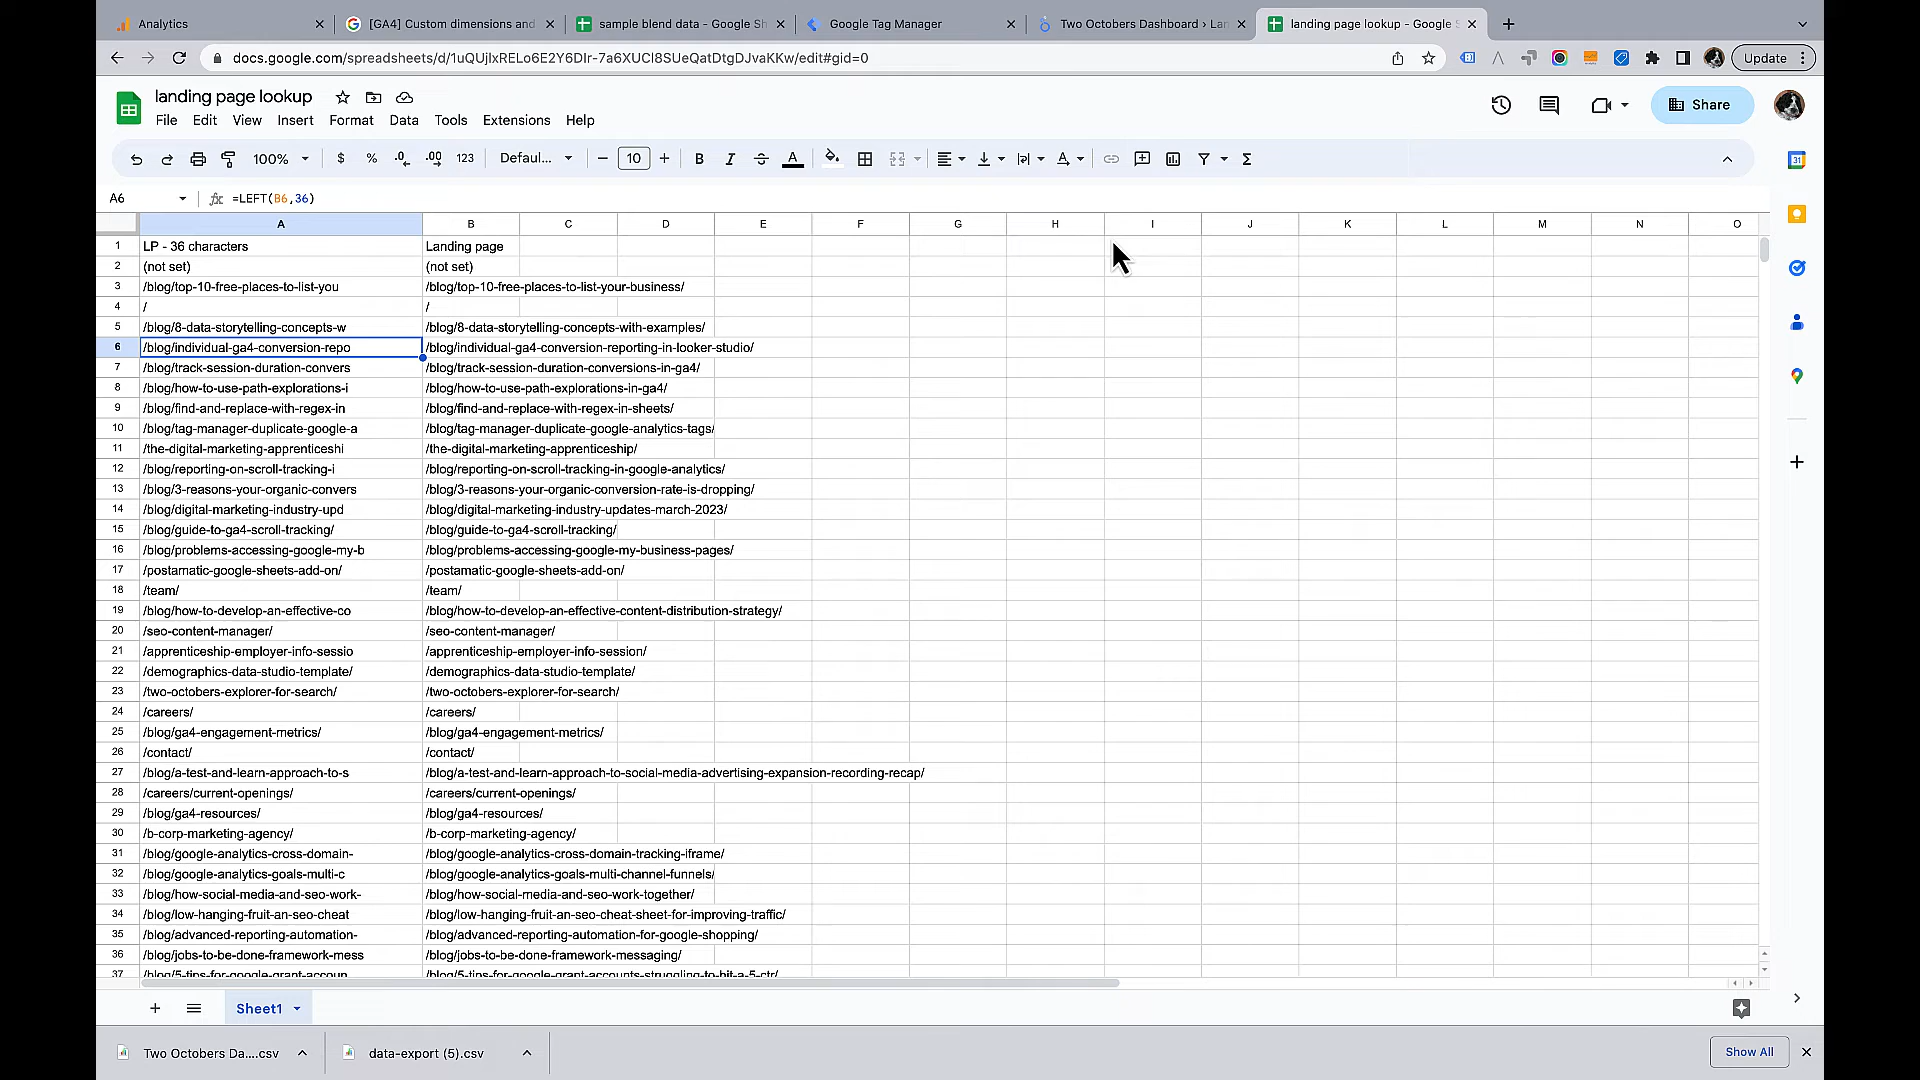 Analytics
[GA4] Custom dimensions and
sample blend data - Google Sh
Google Tag Manager
Two Octobers Dashboard › Lan
landing page lookup - Google S
docs.google.com/spreadsheets/d/1uQUjlxRELo6E2Y6DIr-7a6XUCl8SUeQatDtgDJvaKKw/edit#gid=0
Update
landing page lookup
File Edit View Insert Format Data Tools Extensions Help
Share
100% $ % .0 .00 123 Defaul... 10 B I A
31
A6 =LEFT(B6,36)
A B C D E F G H I J K L M N O
1 LP - 36 characters Landing page
2 (not set) (not set)
3 /blog/top-10-free-places-to-list-you /blog/top-10-free-places-to-list-your-business/
4 / /
5 /blog/8-data-storytelling-concepts-w /blog/8-data-storytelling-concepts-with-examples/
6 /blog/individual-ga4-conversion-repo /blog/individual-ga4-conversion-reporting-in-looker-studio/
7 /blog/track-session-duration-convers /blog/track-session-duration-conversions-in-ga4/
8 /blog/how-to-use-path-explorations-i /blog/how-to-use-path-explorations-in-ga4/
9 /blog/find-and-replace-with-regex-in /blog/find-and-replace-with-regex-in-sheets/
10 /blog/tag-manager-duplicate-google-a /blog/tag-manager-duplicate-google-analytics-tags/
11 /the-digital-marketing-apprenticeshi /the-digital-marketing-apprenticeship/
12 /blog/reporting-on-scroll-tracking-i /blog/reporting-on-scroll-tracking-in-google-analytics/
13 /blog/3-reasons-your-organic-convers /blog/3-reasons-your-organic-conversion-rate-is-dropping/
14 /blog/digital-marketing-industry-upd /blog/digital-marketing-industry-updates-march-2023/
15 /blog/guide-to-ga4-scroll-tracking/ /blog/guide-to-ga4-scroll-tracking/
16 /blog/problems-accessing-google-my-b /blog/problems-accessing-google-my-business-pages/
17 /postamatic-google-sheets-add-on/ /postamatic-google-sheets-add-on/
18 /team/ /team/
19 /blog/how-to-develop-an-effective-co /blog/how-to-develop-an-effective-content-distribution-strategy/
20 /seo-content-manager/ /seo-content-manager/
21 /apprenticeship-employer-info-sessio /apprenticeship-employer-info-session/
22 /demographics-data-studio-template/ /demographics-data-studio-template/
23 /two-octobers-explorer-for-search/ /two-octobers-explorer-for-search/
24 /careers/ /careers/
25 /blog/ga4-engagement-metrics/ /blog/ga4-engagement-metrics/
26 /contact/ /contact/
27 /blog/a-test-and-learn-approach-to-s /blog/a-test-and-learn-approach-to-social-media-advertising-expansion-recording-recap/
28 /careers/current-openings/ /careers/current-openings/
29 /blog/ga4-resources/ /blog/ga4-resources/
30 /b-corp-marketing-agency/ /b-corp-marketing-agency/
31 /blog/google-analytics-cross-domain- /blog/google-analytics-cross-domain-tracking-iframe/
32 /blog/google-analytics-goals-multi-c /blog/google-analytics-goals-multi-channel-funnels/
33 /blog/how-social-media-and-seo-work- /blog/how-social-media-and-seo-work-together/
34 /blog/low-hanging-fruit-an-seo-cheat /blog/low-hanging-fruit-an-seo-cheat-sheet-for-improving-traffic/
35 /blog/advanced-reporting-automation- /blog/advanced-reporting-automation-for-google-shopping/
36 /blog/jobs-to-be-done-framework-mess /blog/jobs-to-be-done-framework-messaging/
37 /blog/5-tips-for-google-grant-accoun /blog/5-tips-for-google-grant-accounts-struggling-to-hit-a-5-ctr/
Sheet1
Two Octobers Da....csv
data-export (5).csv
Show All